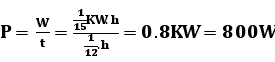 P = W/t = (1/15 KW.h)/(1/12 .h) = 0.8KW = 800W